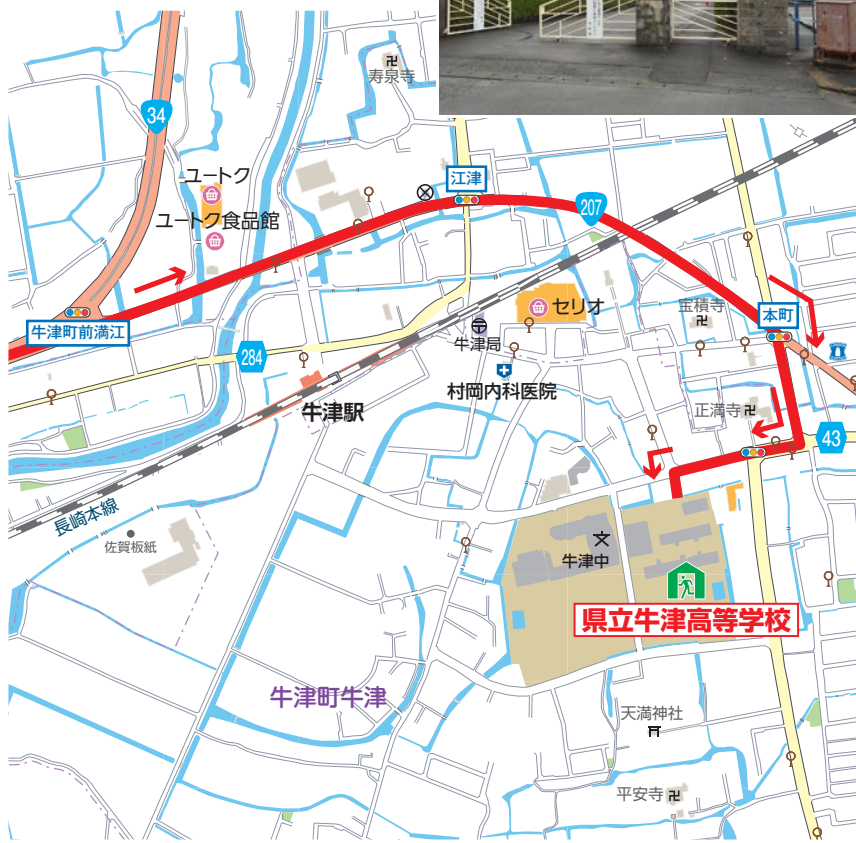 寿泉寺
34
ユートク
ユートク食品館
江津
207
牛津町前満江
セリオ
宝積寺
本町
牛津局
284
村岡内科医院
牛津駅
正満寺
43
長崎本線
佐賀板紙
牛津中
県立牛津高等学校
牛津町牛津
天満神社
平安寺